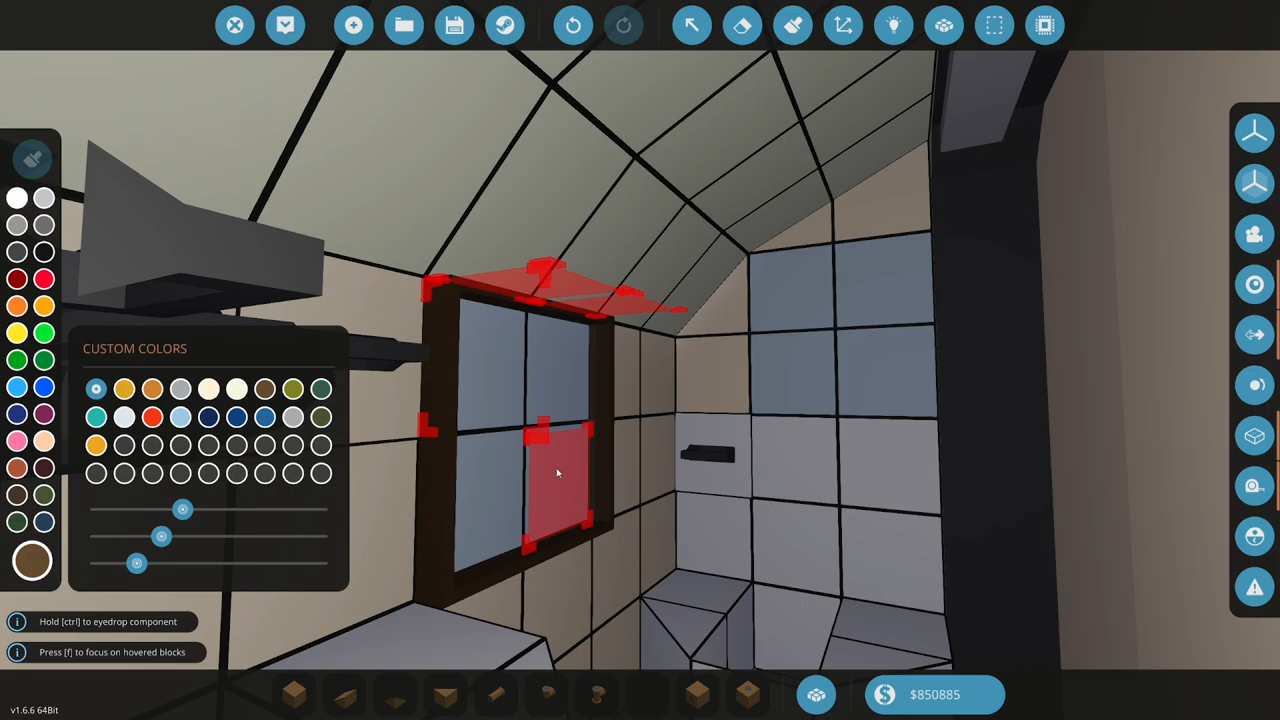 CUSTOM COLORS
Hold [ctrl] to eyedrop component
Press [f] to focus on hovered blocks
$850885
v1.6.6 64Bit